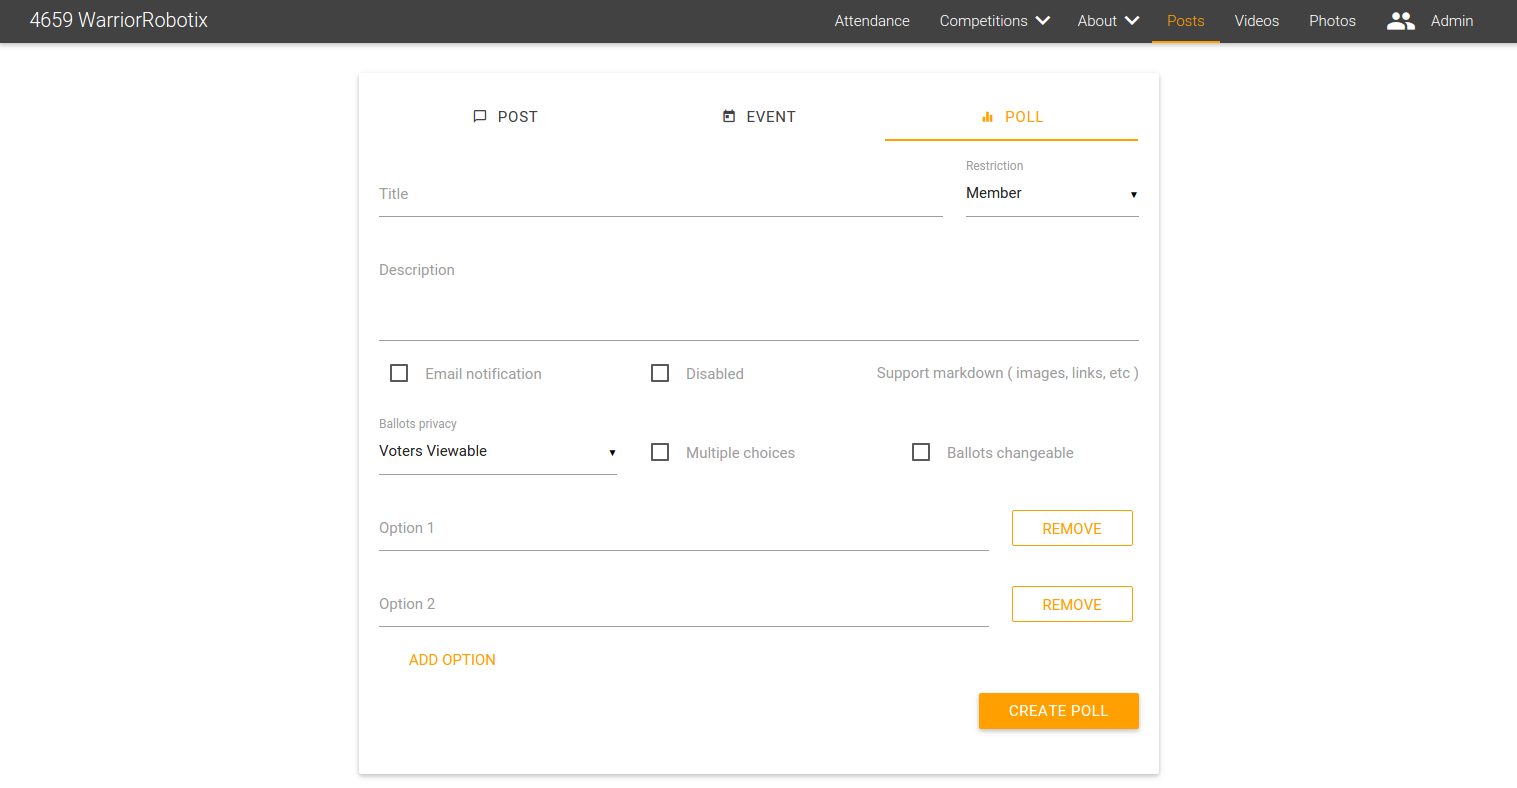 4659 WarriorRobotix Attendance Competitions About Posts Videos Photos Admin
POST EVENT POLL
Restriction
Title Member
Description
Email notification Disabled Support markdown ( images, links, etc )
Ballots privacy
Voters Viewable Multiple choices Ballots changeable
Option 1 REMOVE
Option 2 REMOVE
ADD OPTION
CREATE POLL